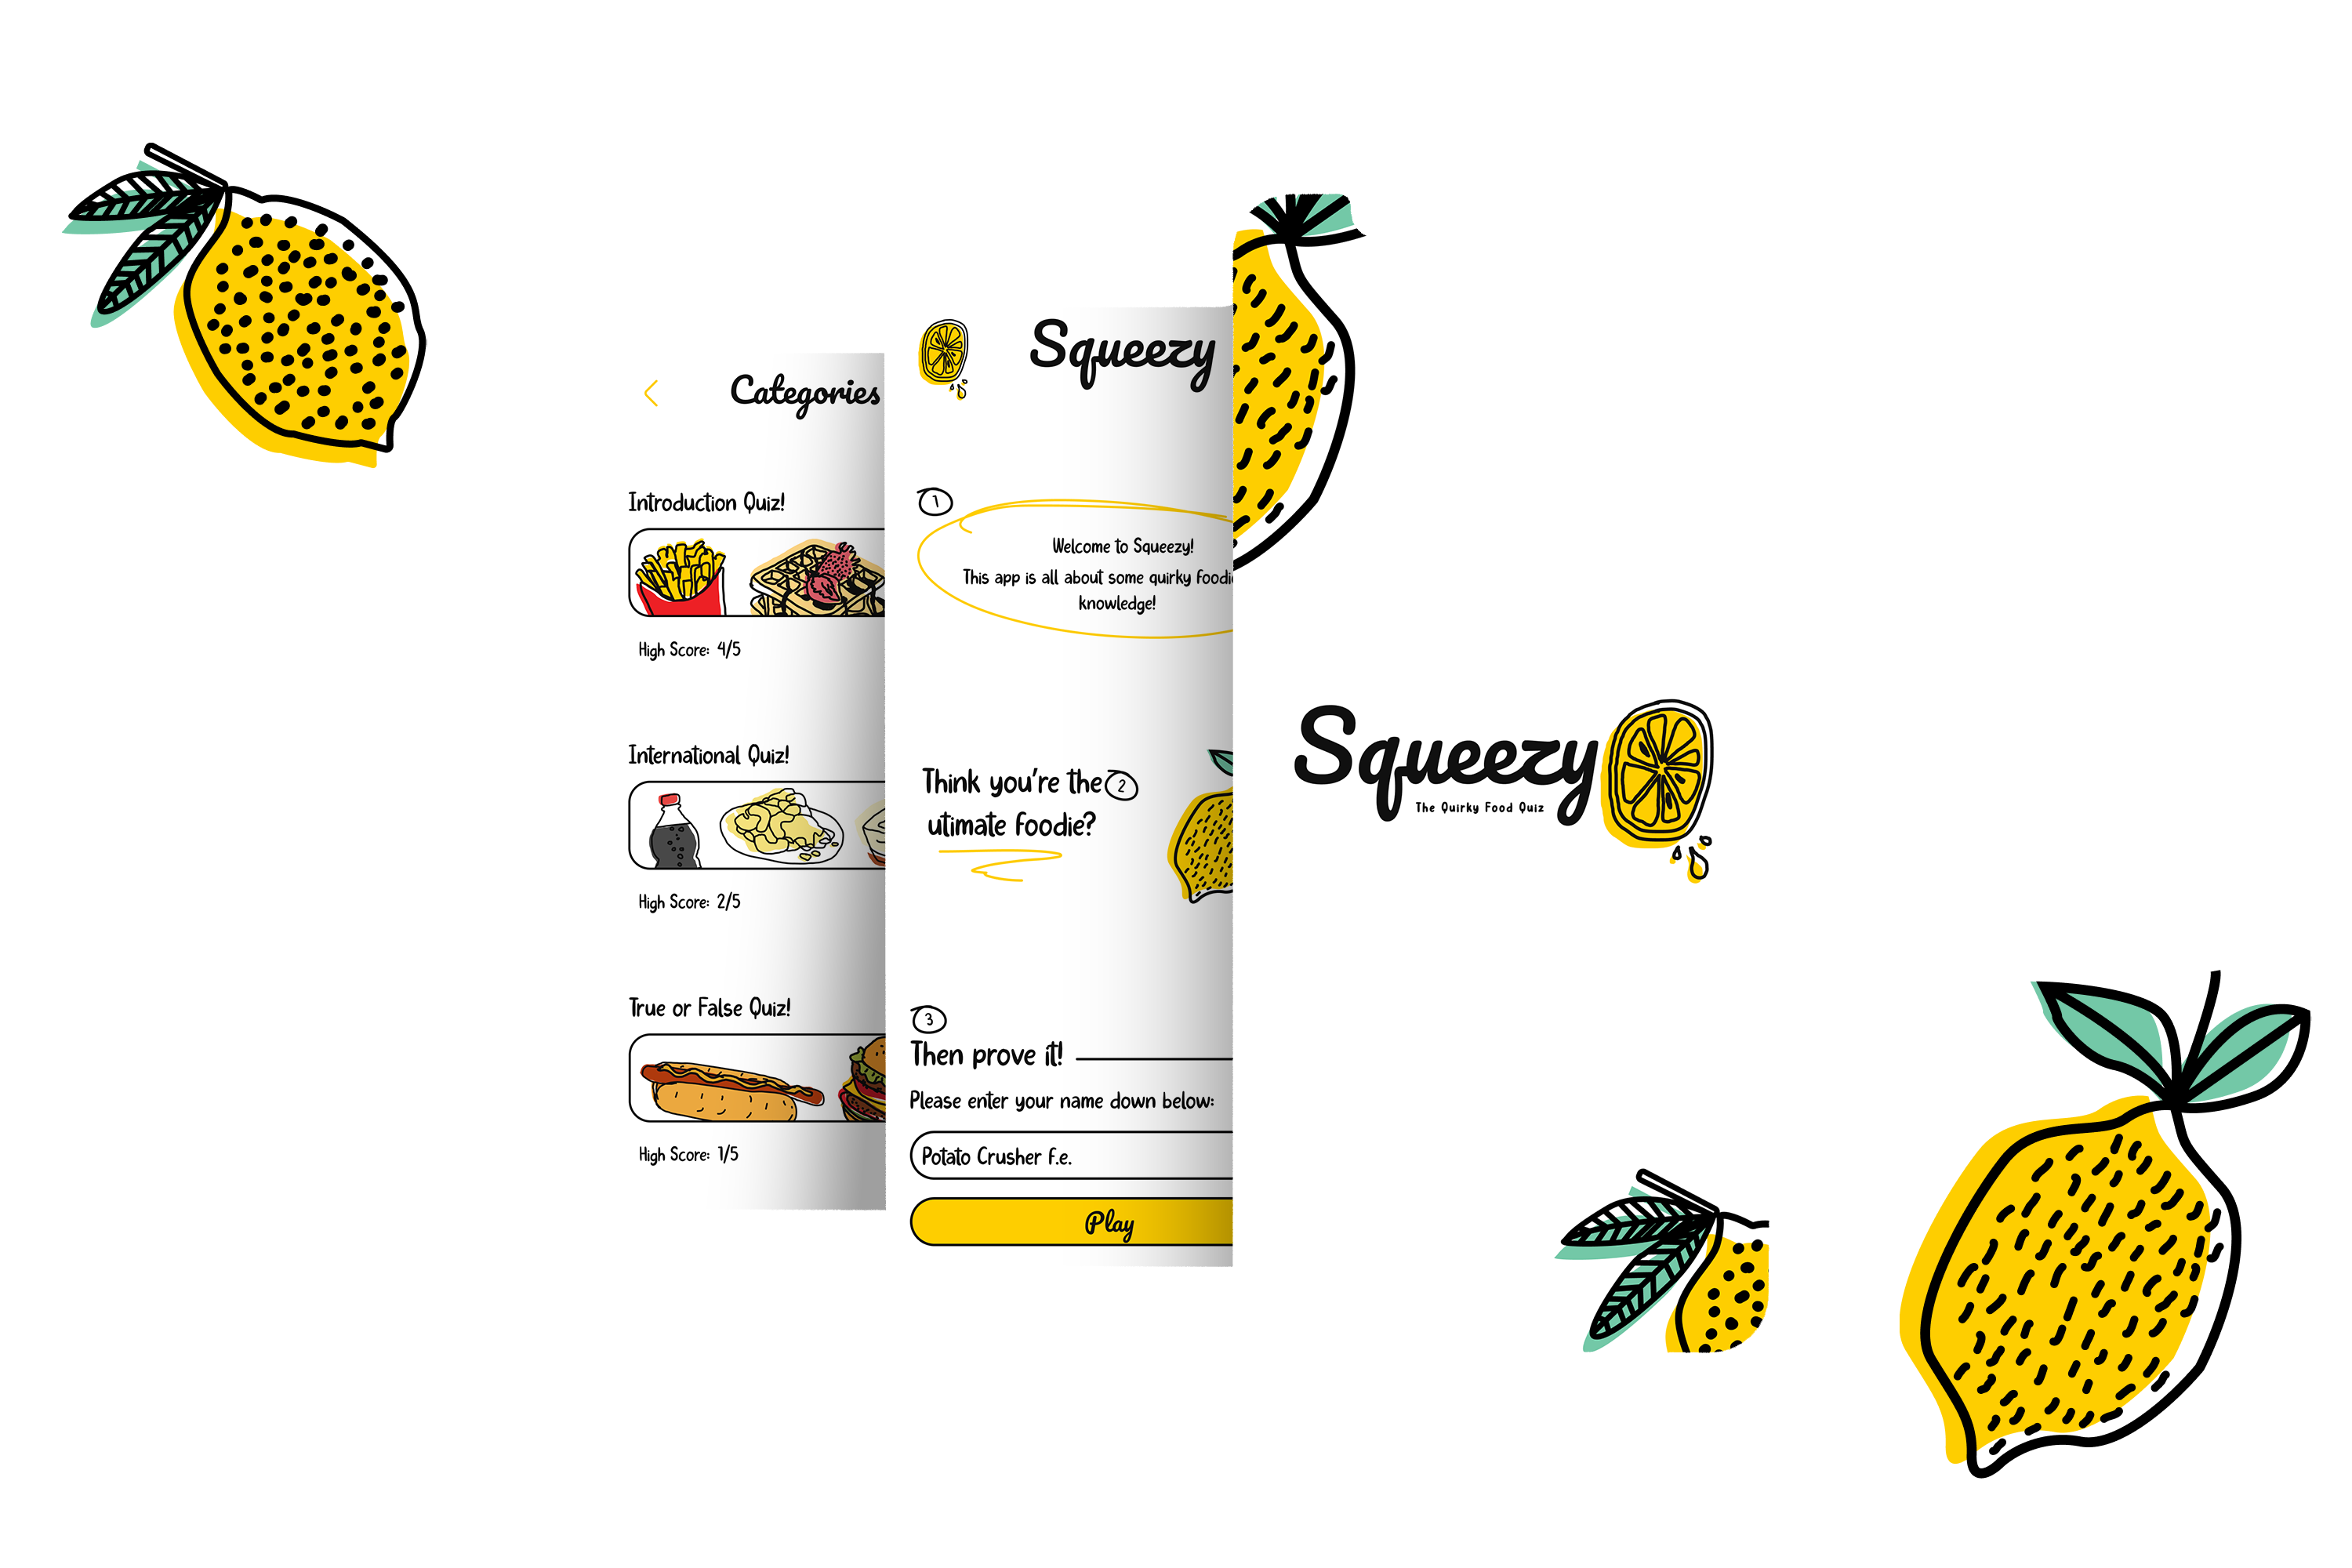 Categories
Introduction Quiz!
High Score: 4/5
International Quiz!
High Score: 2/5
True or False Quiz!
High Score: 1/5
Squeezy
1
Welcome to Squeezy!
This app is all about some quirky foodie
knowledge!
Think you're the
2
utimate foodie?
3
Then prove it!
Please enter your name down below:
Potato Crusher f.e.
Play
Squeezy
The Quirky Food Quiz